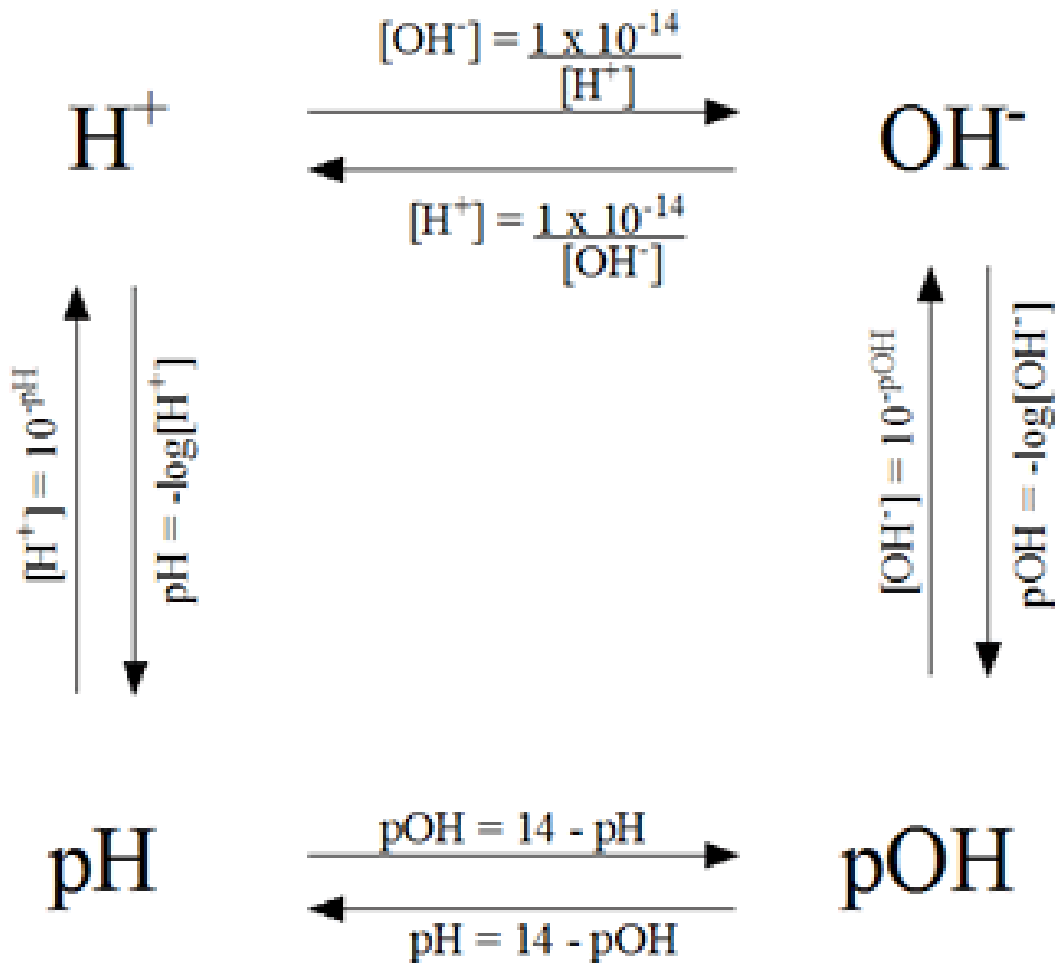 [OH⁻] = 1 x 10⁻¹⁴
[H⁺]
H⁺
OH⁻
[H⁺] = 1 x 10⁻¹⁴
[OH⁻]
[H⁺] = 10⁻ᵖᴴ
pH = -log[H⁺]
[OH⁻] = 10⁻ᵖᴼᴴ
pOH = -log[OH⁻]
pH
pOH = 14 - pH
pOH
pH = 14 - pOH